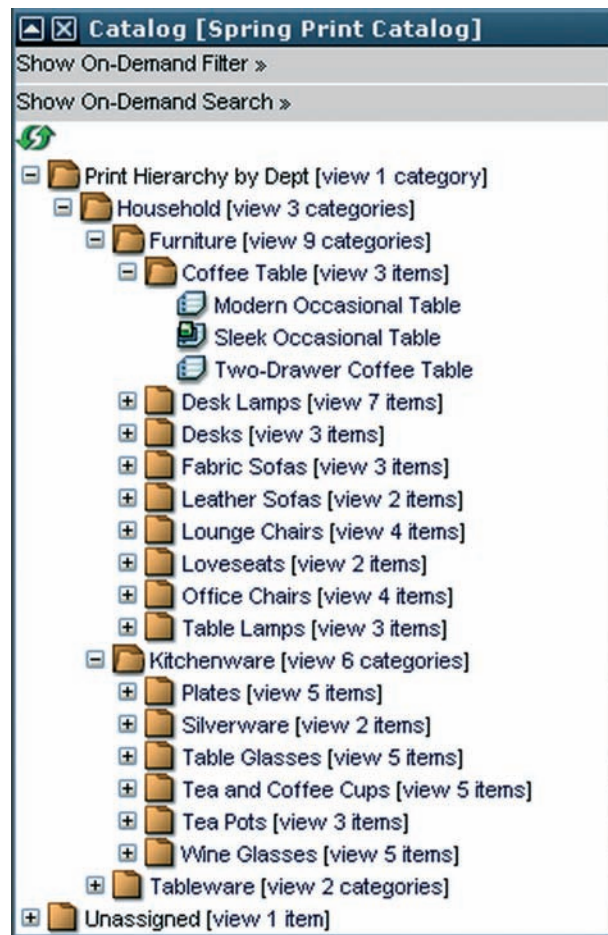 Catalog [Spring Print Catalog]
Show On-Demand Filter »
Show On-Demand Search »
Print Hierarchy by Dept [view 1 category]
Household [view 3 categories]
Furniture [view 9 categories]
Coffee Table [view 3 items]
Modern Occasional Table
Sleek Occasional Table
Two-Drawer Coffee Table
Desk Lamps [view 7 items]
Desks [view 3 items]
Fabric Sofas [view 3 items]
Leather Sofas [view 2 items]
Lounge Chairs [view 4 items]
Loveseats [view 2 items]
Office Chairs [view 4 items]
Table Lamps [view 3 items]
Kitchenware [view 6 categories]
Plates [view 5 items]
Silverware [view 2 items]
Table Glasses [view 5 items]
Tea and Coffee Cups [view 5 items]
Tea Pots [view 3 items]
Wine Glasses [view 5 items]
Tableware [view 2 categories]
Unassigned [view 1 item]